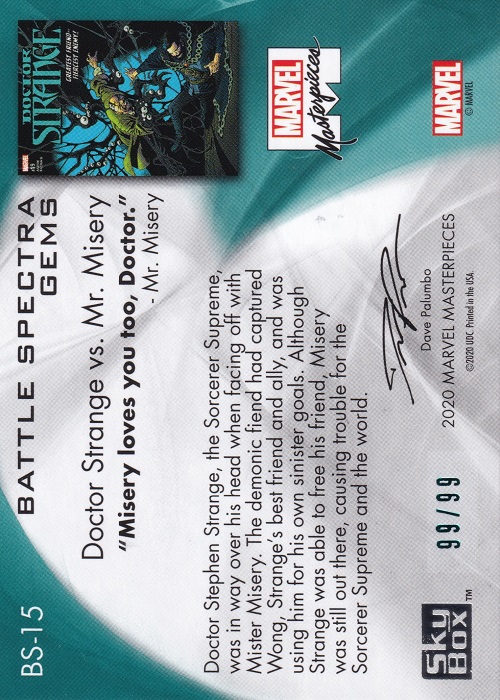 BS-15
BATTLE SPECTRA
GEMS
Doctor Strange vs. Mr. Misery
“Misery loves you too, Doctor.”
- Mr. Misery
Doctor Stephen Strange, the Sorcerer Supreme,
was in way over his head when facing off with
Mister Misery. The demonic fiend had captured
Wong, Strange’s best friend and ally, and was
using him for his own sinister goals. Although
Strange was able to free his friend, Misery
was still out there, causing trouble for the
Sorcerer Supreme and the world.
DOCTOR
STRANGE
GREATEST FRIEND—
FIERCEST ENEMY!
MARVEL
Dave Palumbo
2020 MARVEL MASTERPIECES
©2020 UDC. Printed in the USA.
99/99
Sky
Box™
MARVEL
Masterpieces
MARVEL
© MARVEL